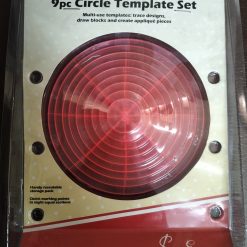 9pc Circle Template Set
Multi-use templates: trace designs,
draw blocks and create appliqué pieces
Handy resealable
storage pack
Quick marking points
in eight equal sections